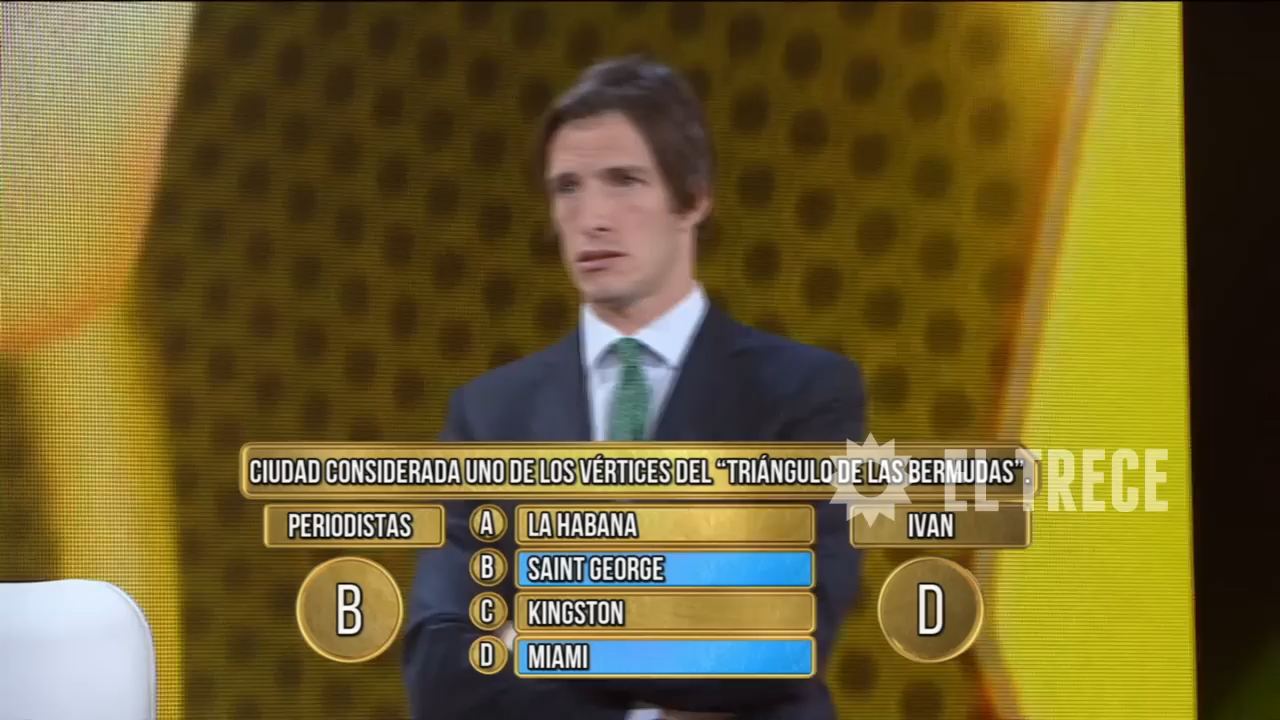 CIUDAD CONSIDERADA UNO DE LOS VÉRTICES DEL “TRIÁNGULO DE LAS BERMUDAS”.
EL TRECE
PERIODISTAS
B
A LA HABANA
B SAINT GEORGE
C KINGSTON
D MIAMI
IVAN
D